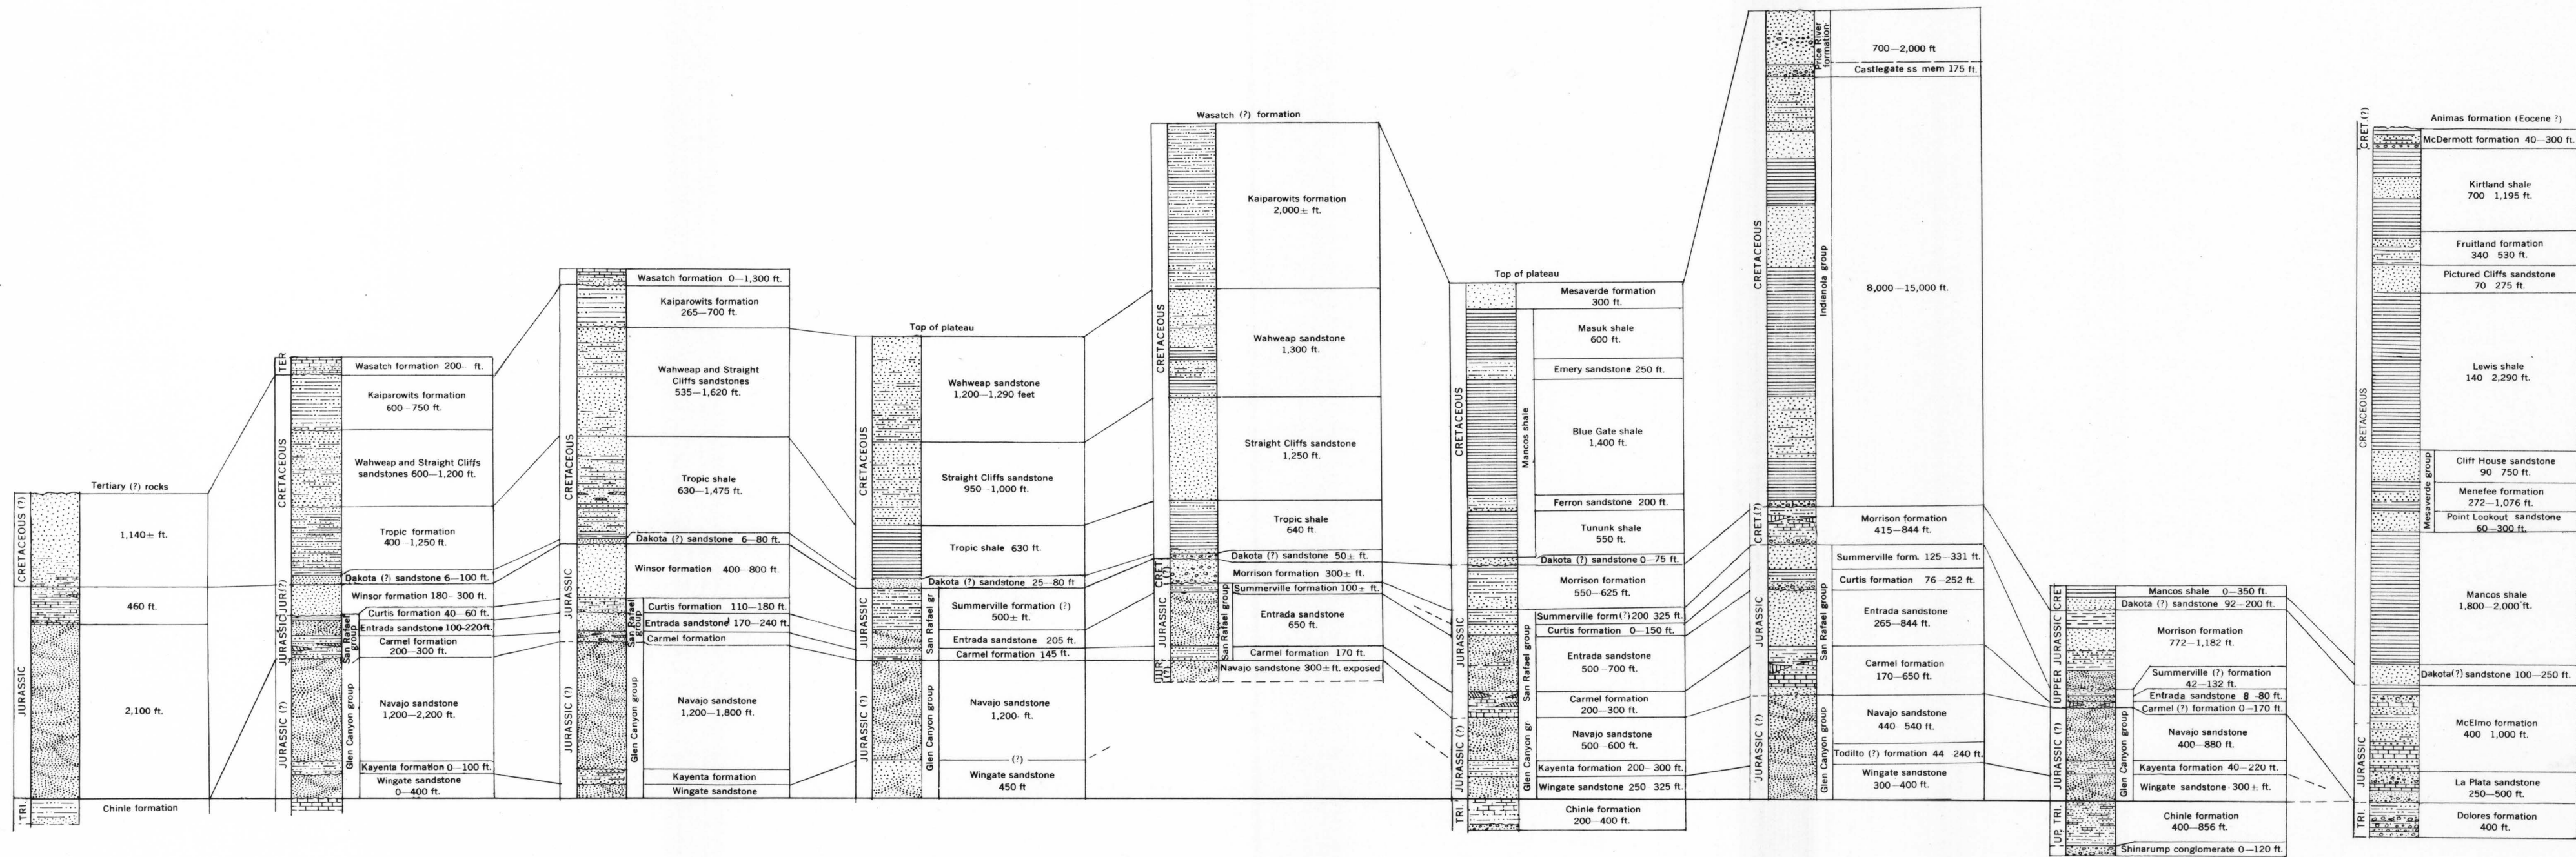 Tertiary (?) rocks
CRETACEOUS (?)
1,140± ft.
JURASSIC
460 ft.
2,100 ft.
TRI.
Chinle formation
TER
Wasatch formation 200- ft.
CRETACEOUS
Kaiparowits formation
600-750 ft.
Wahweap and Straight Cliffs
sandstones 600—1,200 ft.
Tropic formation
400-1,250 ft.
Dakota (?) sandstone 6—100 ft.
JUR(?)
Winsor formation 180-300 ft.
JURASSIC
San Rafael
group
Curtis formation 40—60 ft.
Entrada sandstone 100-220 ft.
Carmel formation
200—300 ft.
JURASSIC (?)
Glen Canyon group
Navajo sandstone
1,200—2,200 ft.
Kayenta formation 0—100 ft.
Wingate sandstone
0—400 ft.
CRETACEOUS
Wasatch formation 0—1,300 ft.
Kaiparowits formation
265—700 ft.
Wahweap and Straight
Cliffs sandstones
535—1,620 ft.
Tropic shale
630—1,475 ft.
Dakota (?) sandstone 6—80 ft.
JURASSIC
Winsor formation 400—800 ft.
San Rafael
group
Curtis formation 110—180 ft.
Entrada sandstone 170—240 ft.
Carmel formation
JURASSIC (?)
Glen Canyon group
Navajo sandstone
1,200—1,800 ft.
Kayenta formation
Wingate sandstone
Top of plateau
CRETACEOUS
Wahweap sandstone
1,200—1,290 feet
Straight Cliffs sandstone
950-1,000 ft.
Tropic shale 630 ft.
Dakota (?) sandstone 25-80 ft
JURASSIC
San Rafael gr
Summerville formation (?)
500± ft.
Entrada sandstone 205 ft.
Carmel formation 145 ft.
JURASSIC (?)
Glen Canyon group
Navajo sandstone
1,200- ft.
(?)
Wingate sandstone
450 ft
Wasatch (?) formation
CRETACEOUS
Kaiparowits formation
2,000± ft.
Wahweap sandstone
1,300 ft.
Straight Cliffs sandstone
1,250 ft.
Tropic shale
640 ft.
Dakota (?) sandstone 50± ft.
CRET
(?)
Morrison formation 300± ft.
JURASSIC
San Rafael group
Summerville formation 100± ft.
Entrada sandstone
650 ft.
Carmel formation 170 ft.
JUR.
(?)
Navajo sandstone 300± ft. exposed
Top of plateau
CRETACEOUS
Mesaverde formation
300 ft.
Mancos shale
Masuk shale
600 ft.
Emery sandstone 250 ft.
Blue Gate shale
1,400 ft.
Ferron sandstone 200 ft.
Tununk shale
550 ft.
Dakota (?) sandstone 0—75 ft.
JURASSIC
Morrison formation
550—625 ft.
San Rafael group
Summerville form(?) 200 325 ft.
Curtis formation 0—150 ft.
Entrada sandstone
500-700 ft.
Carmel formation
200—300 ft.
JURASSIC (?)
Glen Canyon gr.
Navajo sandstone
500-600 ft.
Kayenta formation 200-300 ft.
Wingate sandstone 250 325 ft.
TRI.
Chinle formation
200—400 ft.
CRETACEOUS
Price River
formation
700—2,000 ft
Castlegate ss mem 175 ft.
Indianola group
8,000—15,000 ft.
CRET.(?)
Morrison formation
415—844 ft.
JURASSIC
San Rafael group
Summerville form. 125—331 ft.
Curtis formation 76—252 ft.
Entrada sandstone
265—844 ft.
Carmel formation
170—650 ft.
JURASSIC (?)
Glen Canyon group
Navajo sandstone
440-540 ft.
Todilto (?) formation 44 240 ft.
Wingate sandstone
300—400 ft.
CRET
Mancos shale 0—350 ft.
Dakota (?) sandstone 92—200 ft.
UPPER JURASSIC
Morrison formation
772—1,182 ft.
Summerville (?) formation
42—132 ft.
Entrada sandstone 8-80 ft.
Carmel (?) formation 0—170 ft.
JURASSIC (?)
Glen Canyon group
Navajo sandstone
400—880 ft.
Kayenta formation 40—220 ft.
Wingate sandstone 300± ft.
UP. TRI.
Chinle formation
400—856 ft.
Shinarump conglomerate 0—120 ft.
Animas formation (Eocene ?)
CRET.(?)
McDermott formation 40—300 ft.
CRETACEOUS
Kirtland shale
700 1,195 ft.
Fruitland formation
340 530 ft.
Pictured Cliffs sandstone
70 275 ft.
Lewis shale
140 2,290 ft.
Mesaverde group
Clift House sandstone
90 750 ft.
Menefee formation
272—1,076 ft.
Point Lookout sandstone
60—300 ft.
Mancos shale
1,800—2,000 ft.
Dakota(?) sandstone 100—250 ft.
JURASSIC
McElmo formation
400 1,000 ft.
La Plata sandstone
250—500 ft.
TRI.
Dolores formation
400 ft.